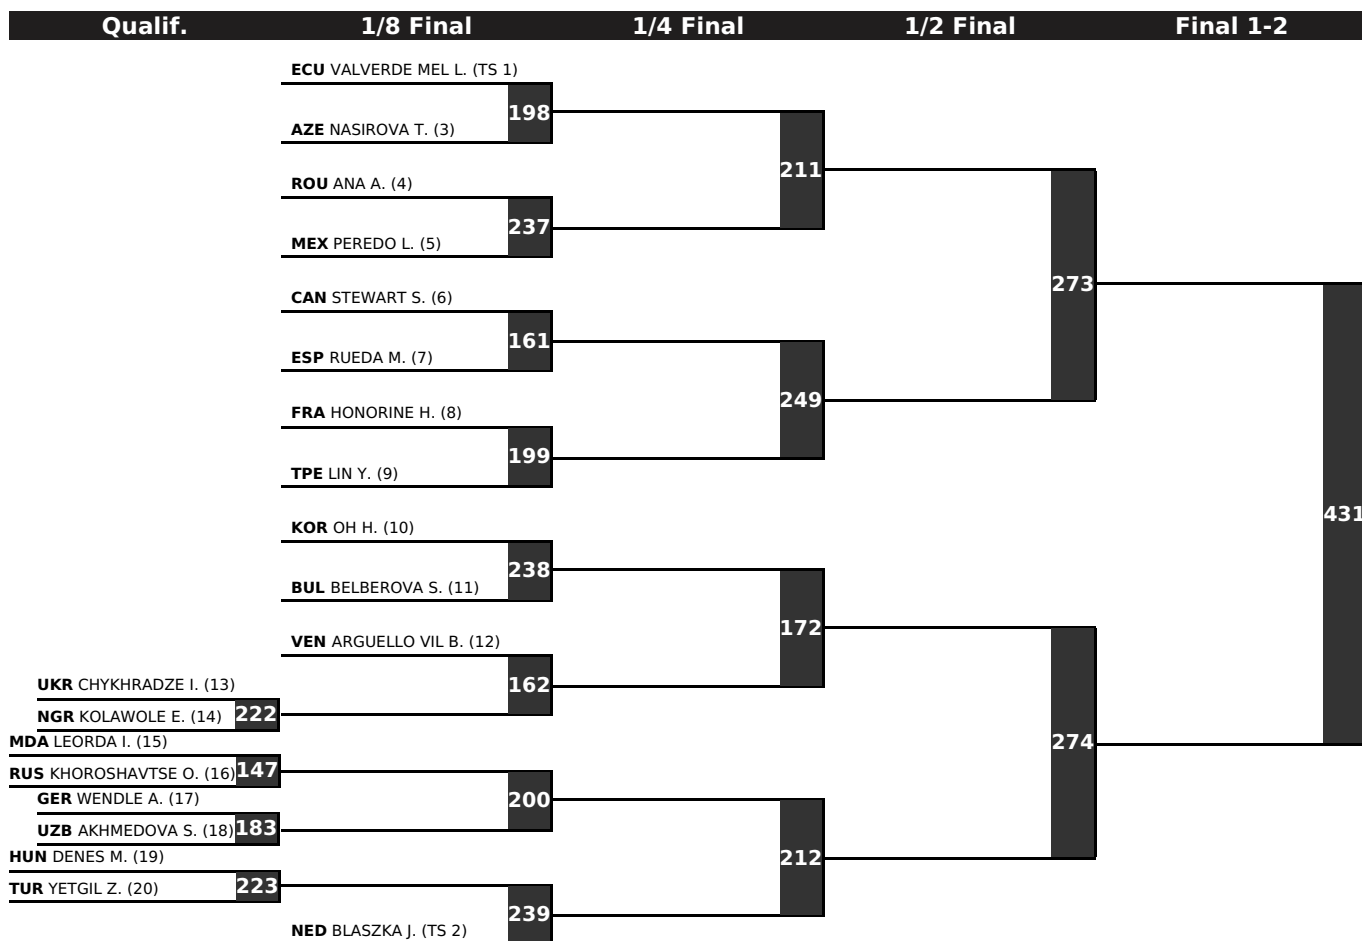 Qualif. 1/8 Final 1/4 Final 1/2 Final Final 1-2
ECU VALVERDE MEL L. (TS 1)
198
AZE NASIROVA T. (3)
211
ROU ANA A. (4)
237
MEX PEREDO L. (5)
273
CAN STEWART S. (6)
161
ESP RUEDA M. (7)
249
FRA HONORINE H. (8)
199
TPE LIN Y. (9)
431
KOR OH H. (10)
238
BUL BELBEROVA S. (11)
172
VEN ARGUELLO VIL B. (12)
162
UKR CHYKHRADZE I. (13)
NGR KOLAWOLE E. (14) 222
MDA LEORDA I. (15)
274
RUS KHOROSHAVTSE O. (16) 147
GER WENDLE A. (17)
200
UZB AKHMEDOVA S. (18) 183
HUN DENES M. (19)
212
TUR YETGIL Z. (20) 223
239
NED BLASZKA J. (TS 2)